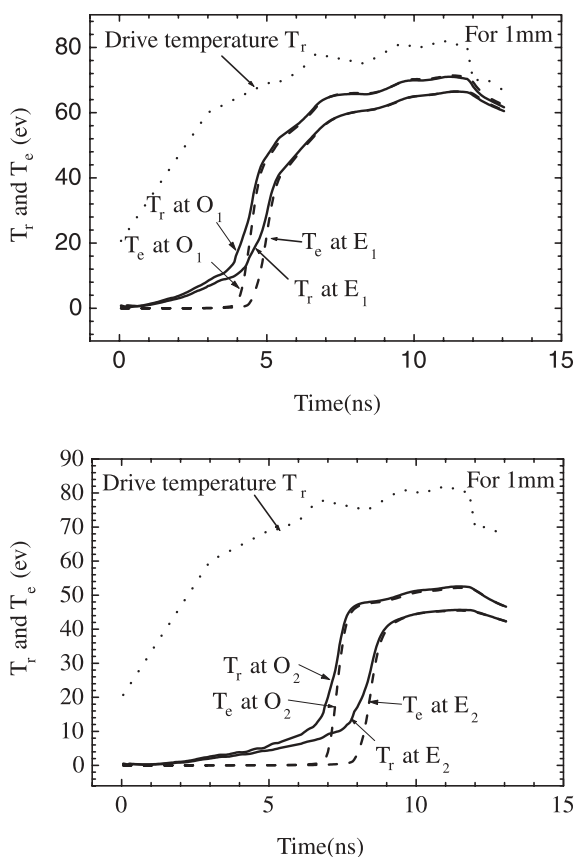 Drive temperature T_r
For 1mm
80
60
40
20
0
T_r and T_e (ev)
T_r at O_1
T_e at O_1
T_e at E_1
T_r at E_1
0 5 10 15
Time(ns)
Drive temperature T_r
For 1mm
90
80
70
60
50
40
30
20
10
0
T_r and T_e (ev)
T_r at O_2
T_e at O_2
T_e at E_2
T_r at E_2
0 5 10 15
Time(ns)